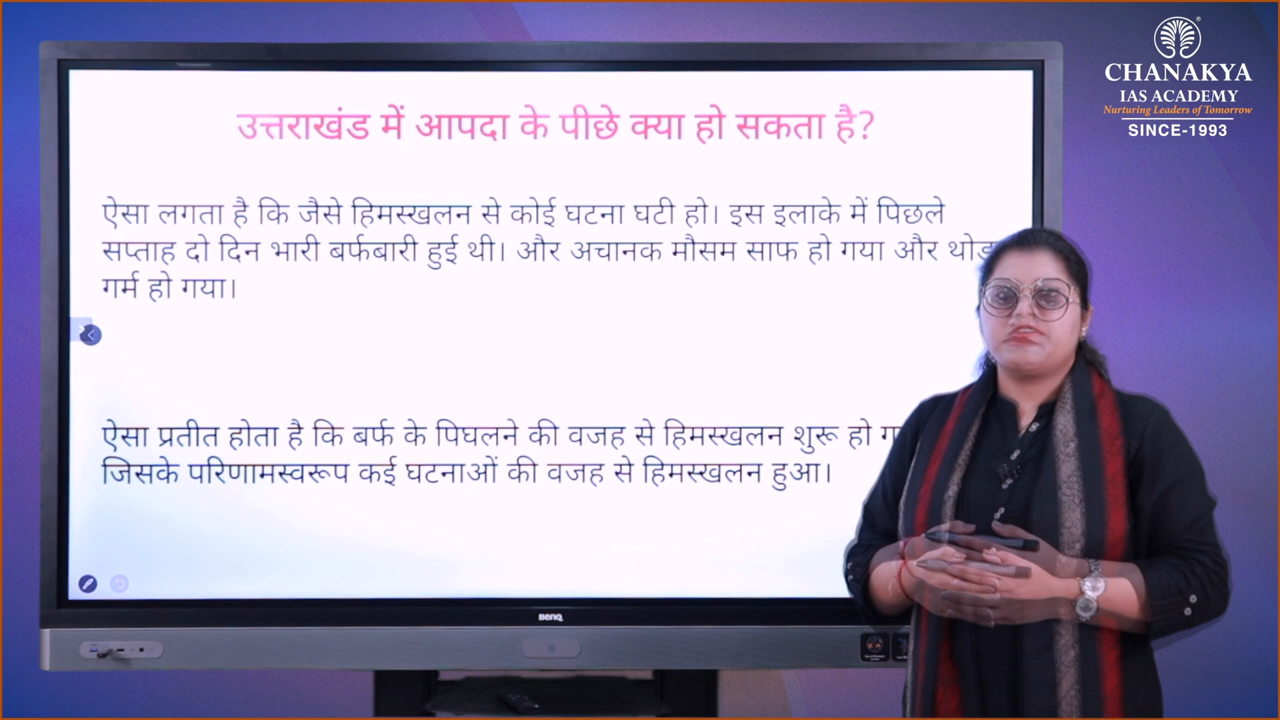 CHANAKYA
IAS ACADEMY
Nurturing Leaders of Tomorrow
SINCE-1993
उत्तराखंड में आपदा के पीछे क्या हो सकता है?
ऐसा लगता है कि जैसे हिमस्खलन से कोई घटना घटी हो। इस इलाके में पिछले
सप्ताह दो दिन भारी बर्फबारी हुई थी। और अचानक मौसम साफ हो गया और
गर्म हो गया।
ऐसा प्रतीत होता है कि बर्फ के पिघलने की वजह से हिमस्खलन शुरू हो
जिसके परिणामस्वरूप कई घटनाओं की वजह से हिमस्खलन हुआ।
BenQ